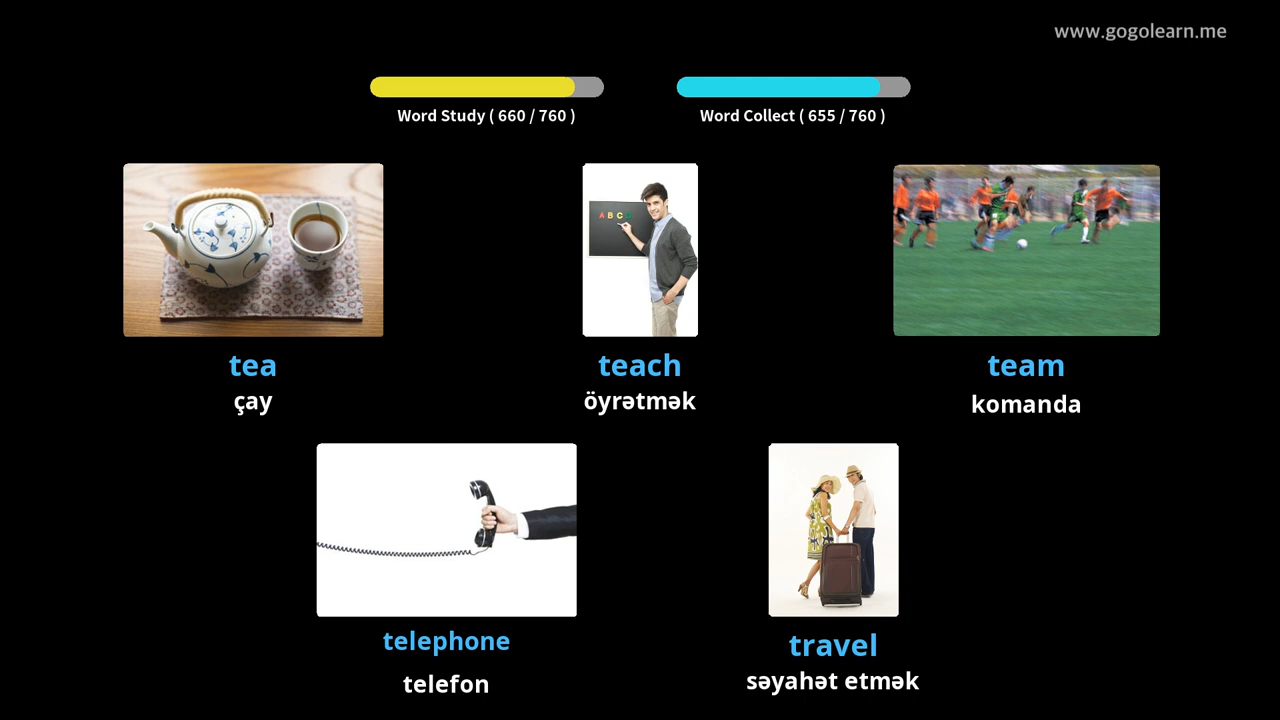 www.gogolearn.me
Word Study ( 660 / 760 )
Word Collect ( 655 / 760 )
A B C
tea
çay
teach
öyrətmək
team
komanda
telephone
telefon
travel
səyahət etmək